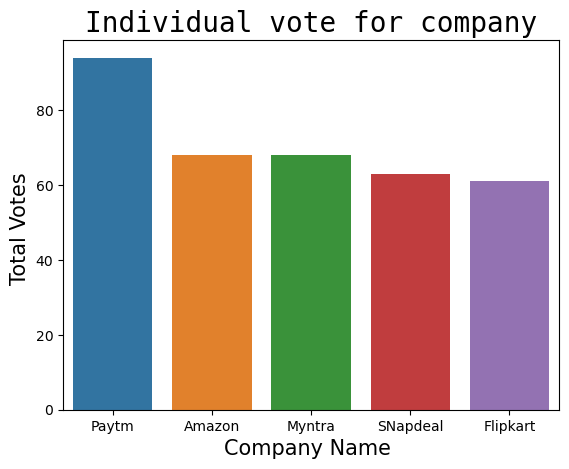 Individual vote for company
Total Votes
80
60
40
20
0
Paytm Amazon Myntra SNapdeal Flipkart
Company Name